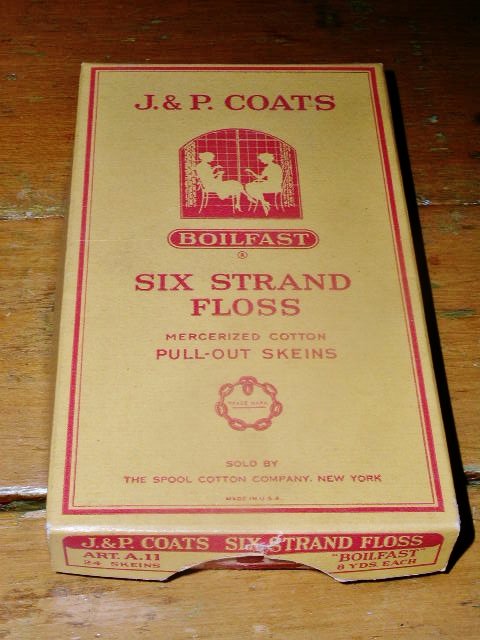 J. & P. COATS
BOILFAST
®
SIX STRAND
FLOSS
MERCERIZED COTTON
PULL-OUT SKEINS
TRADE MARK
SOLD BY
THE SPOOL COTTON COMPANY. NEW YORK
MADE IN U.S.A.
J. & P. COATS SIX STRAND FLOSS
ART. A.11 "BOILFAST"
24 SKEINS 8 YDS. EACH